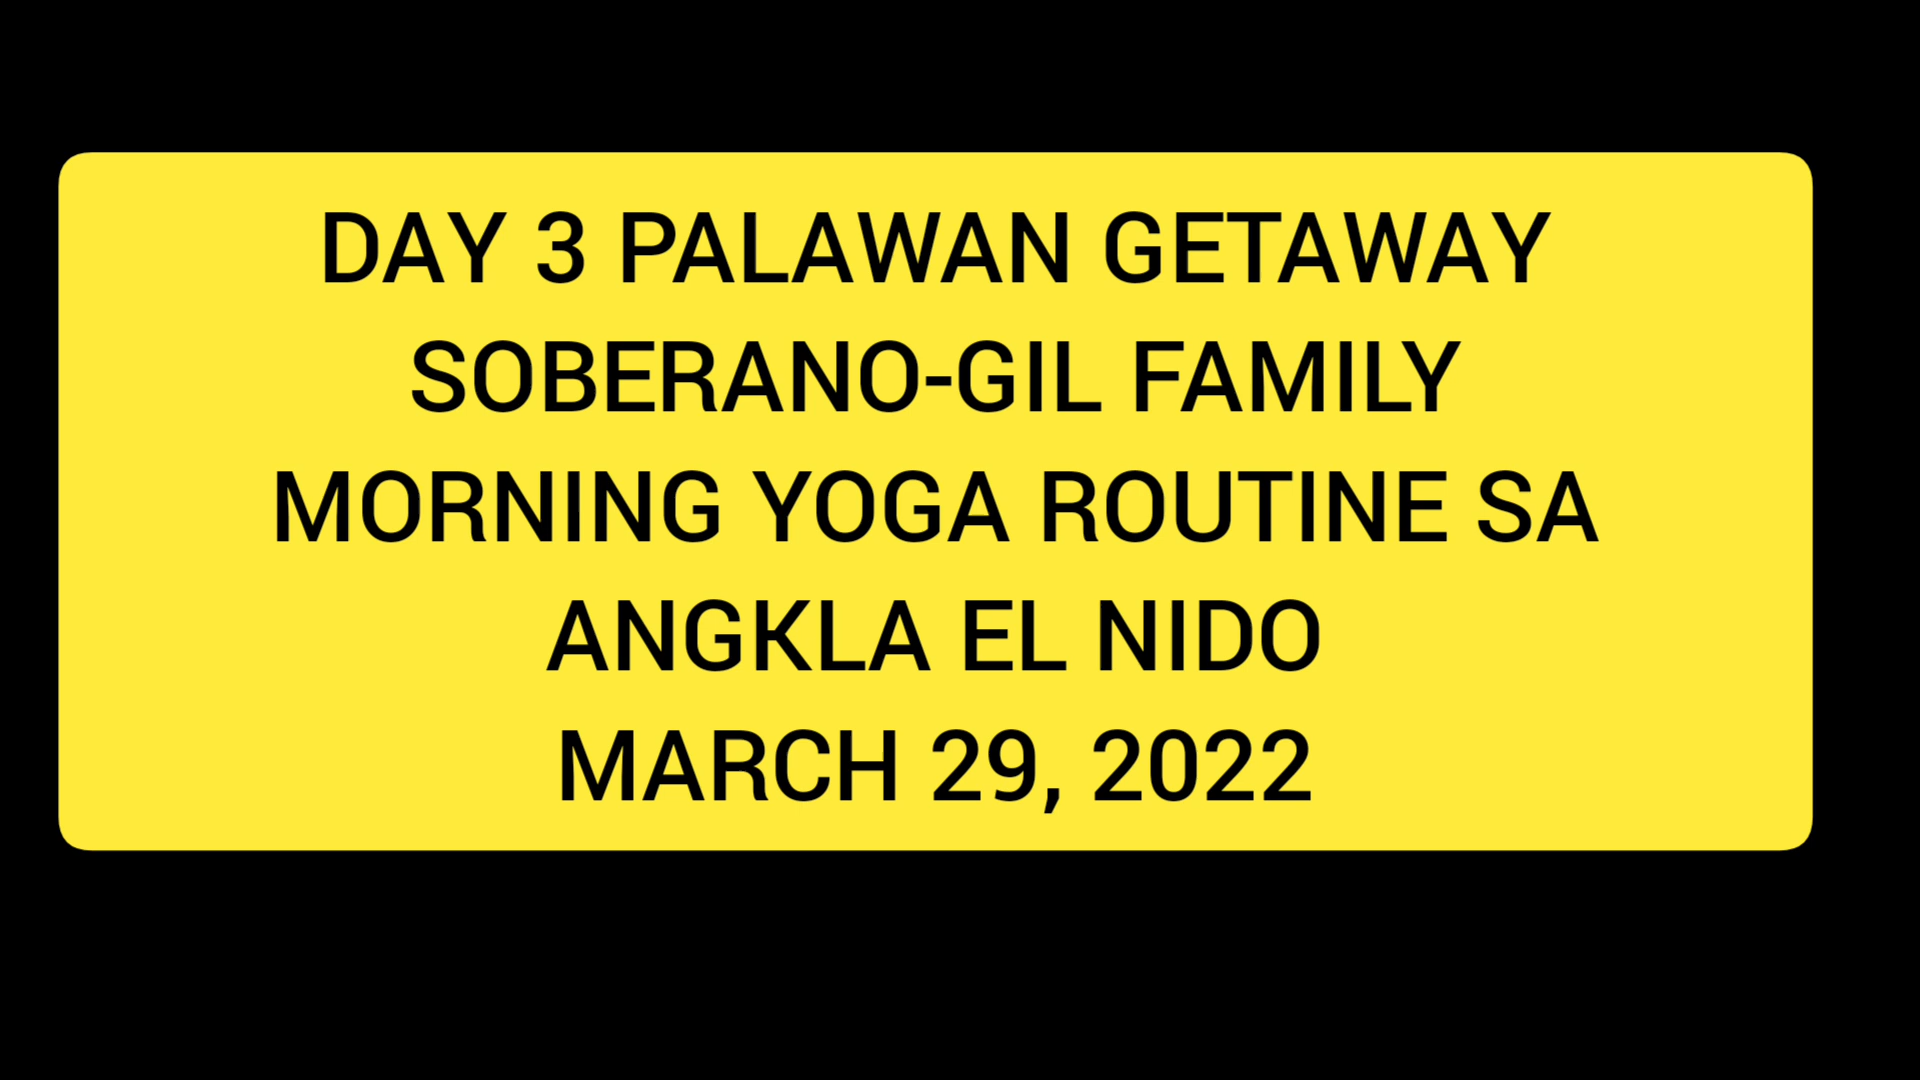 DAY 3 PALAWAN GETAWAY
SOBERANO-GIL FAMILY
MORNING YOGA ROUTINE SA
ANGKLA EL NIDO
MARCH 29, 2022